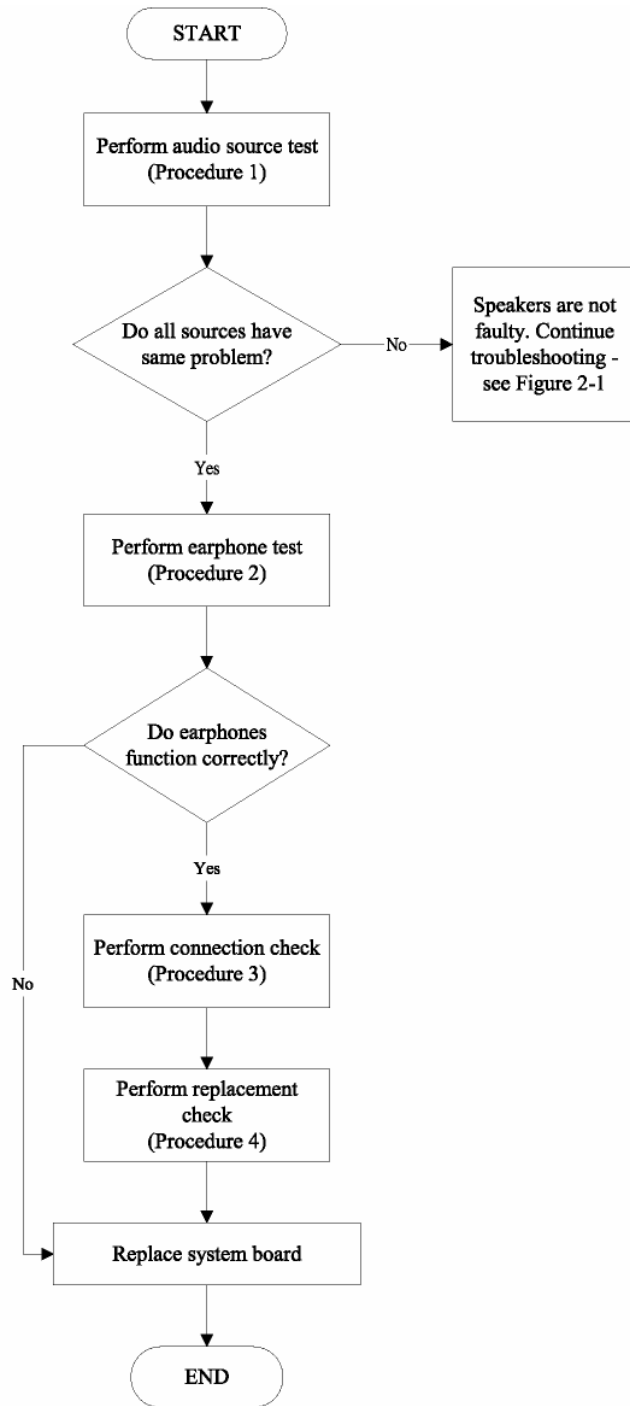 START
Perform audio source test
(Procedure 1)
Do all sources have
same problem?
No
Speakers are not
faulty. Continue
troubleshooting -
see Figure 2-1
Yes
Perform earphone test
(Procedure 2)
Do earphones
function correctly?
Yes
No
Perform connection check
(Procedure 3)
Perform replacement
check
(Procedure 4)
Replace system board
END